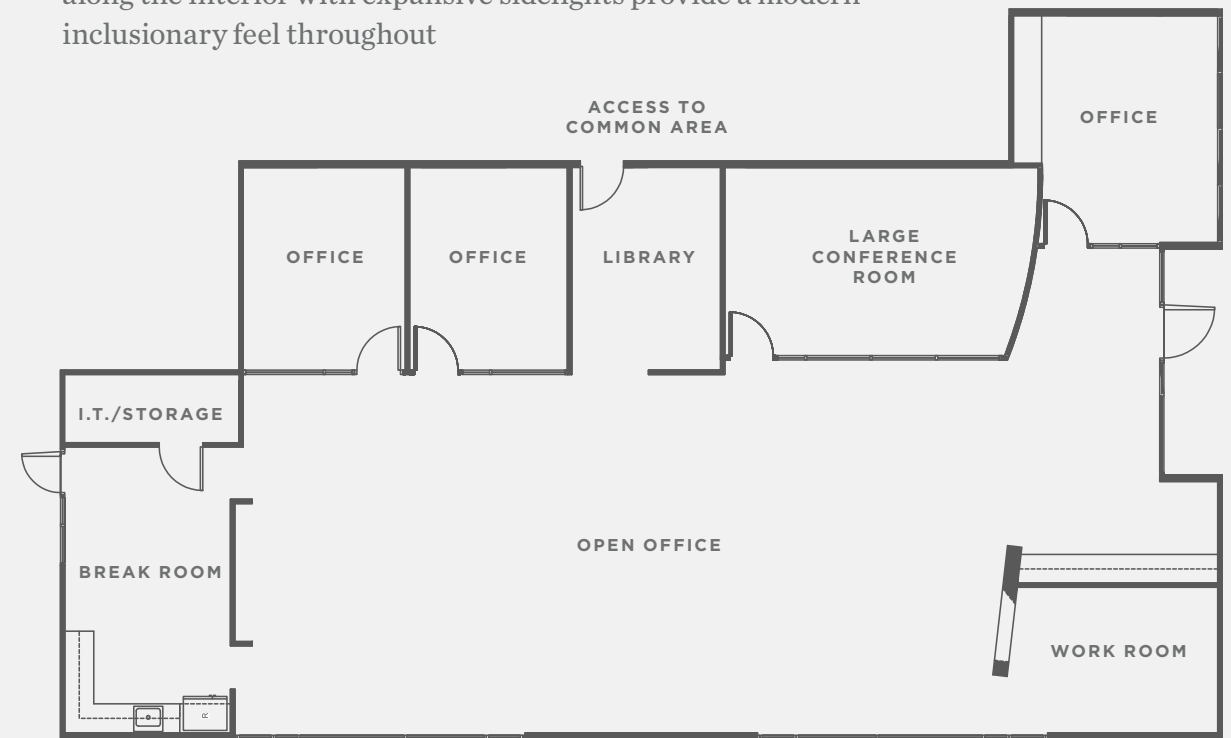 along the interior with expansive sidelights provide a modern
inclusionary feel throughout
ACCESS TO
COMMON AREA
OFFICE
OFFICE
OFFICE
LIBRARY
LARGE
CONFERENCE
ROOM
I.T./STORAGE
OPEN OFFICE
BREAK ROOM
WORK ROOM
R